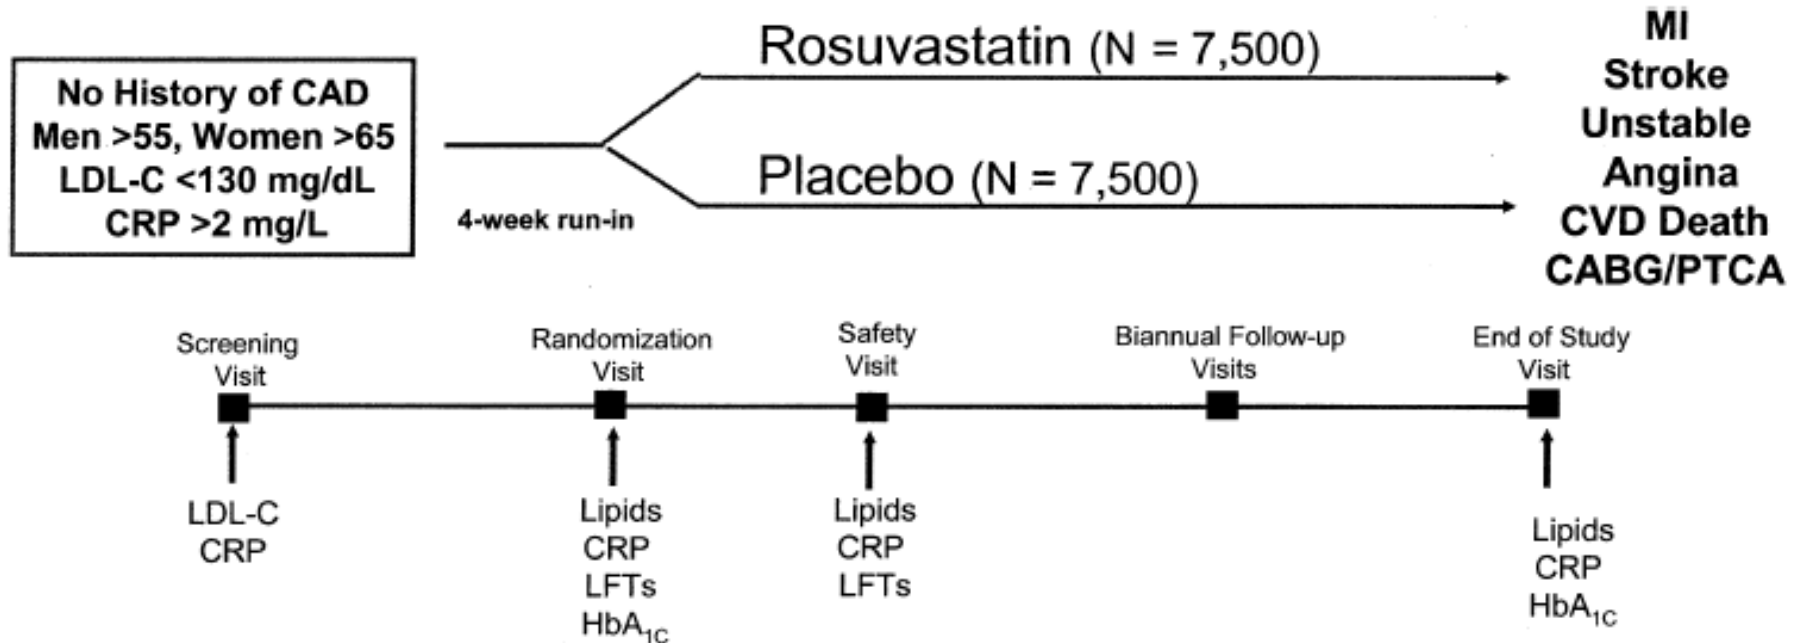 No History of CAD
Men >55, Women >65
LDL-C <130 mg/dL
CRP >2 mg/L
4-week run-in
Rosuvastatin (N = 7,500)
Placebo (N = 7,500)
MI
Stroke
Unstable
Angina
CVD Death
CABG/PTCA
Screening
Visit
Randomization
Visit
Safety
Visit
Biannual Follow-up
Visits
End of Study
Visit
LDL-C
CRP
Lipids
CRP
LFTs
HbA1C
Lipids
CRP
LFTs
Lipids
CRP
HbA1C